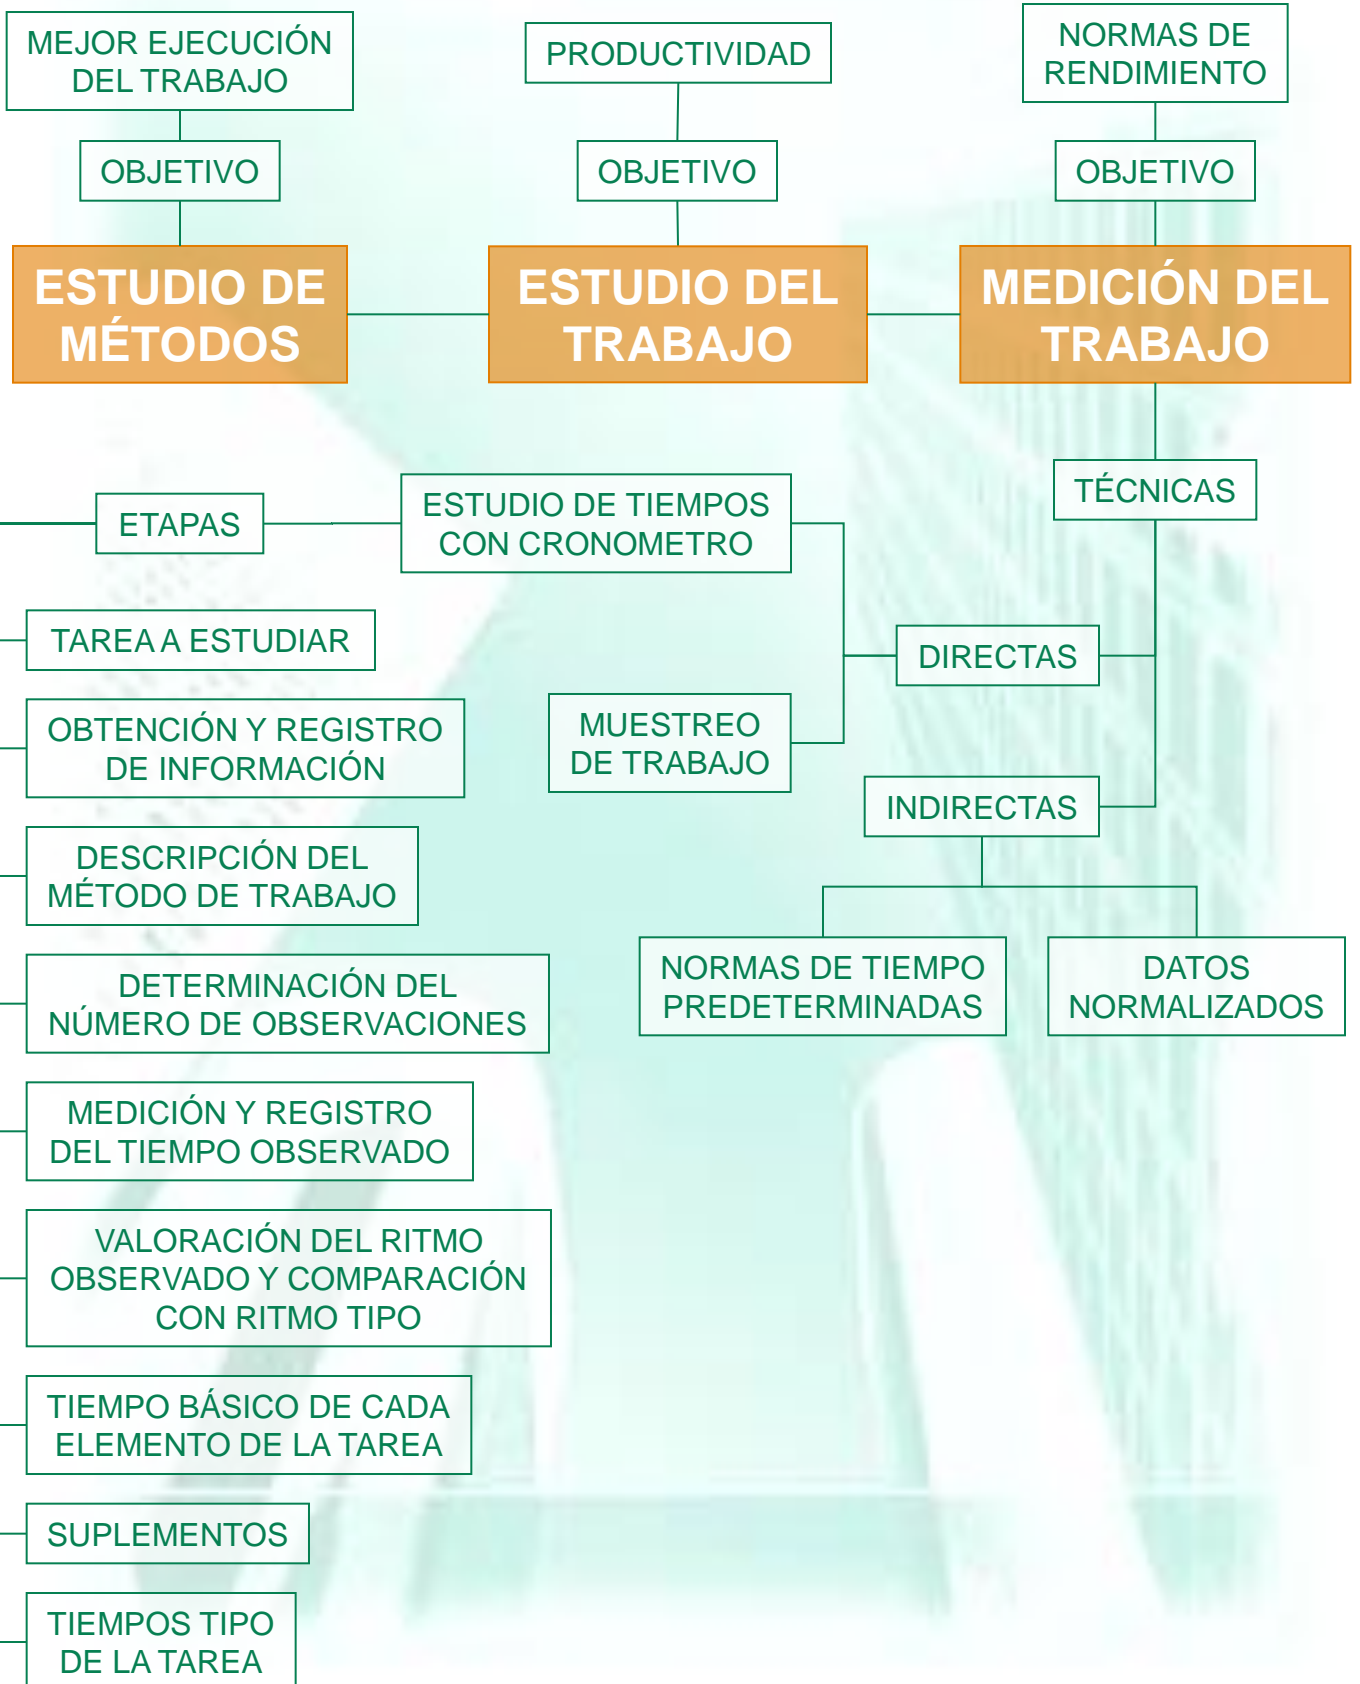 MEJOR EJECUCIÓN
DEL TRABAJO
PRODUCTIVIDAD
NORMAS DE
RENDIMIENTO
OBJETIVO
OBJETIVO
OBJETIVO
ESTUDIO DE
MÉTODOS
ESTUDIO DEL
TRABAJO
MEDICIÓN DEL
TRABAJO
TÉCNICAS
ETAPAS
ESTUDIO DE TIEMPOS
CON CRONOMETRO
TAREA A ESTUDIAR
DIRECTAS
OBTENCIÓN Y REGISTRO
DE INFORMACIÓN
MUESTREO
DE TRABAJO
INDIRECTAS
DESCRIPCIÓN DEL
MÉTODO DE TRABAJO
DETERMINACIÓN DEL
NÚMERO DE OBSERVACIONES
NORMAS DE TIEMPO
PREDETERMINADAS
DATOS
NORMALIZADOS
MEDICIÓN Y REGISTRO
DEL TIEMPO OBSERVADO
VALORACIÓN DEL RITMO
OBSERVADO Y COMPARACIÓN
CON RITMO TIPO
TIEMPO BÁSICO DE CADA
ELEMENTO DE LA TAREA
SUPLEMENTOS
TIEMPOS TIPO
DE LA TAREA